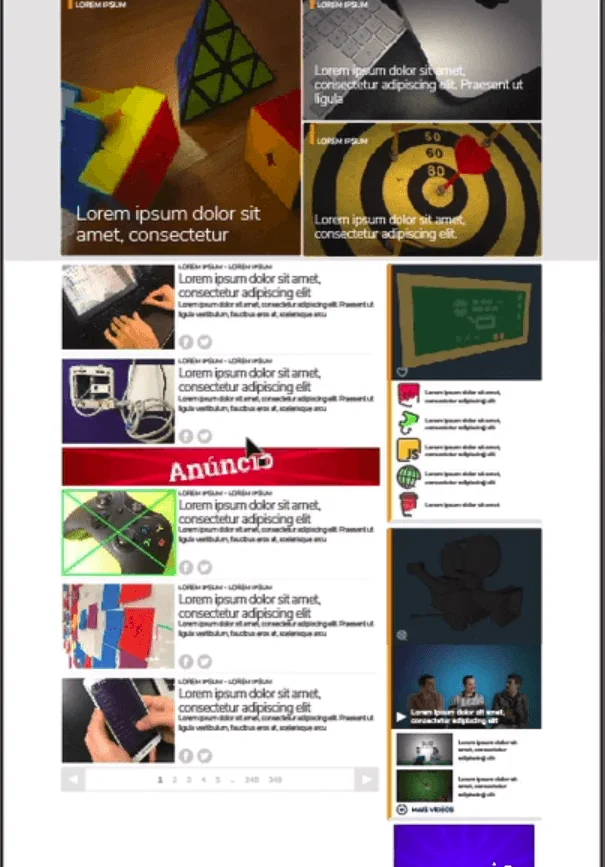 LOREM IPSUM
LOREM IPSUM
Lorem ipsum dolor sit amet,
consectetur adipiscing elit. Praesent ut
ligula
LOREM IPSUM
50
60
80
Lorem ipsum dolor sit
amet, consectetur
Lorem ipsum dolor sit amet,
consectetur adipiscing elit.
LOREM IPSUM - LOREM IPSUM
Lorem ipsum dolor sit amet,
consectetur adipiscing elit
Lorem ipsum dolor sit amet, consectetur adipiscing elit. Praesent ut
ligula vestibulum, faucibus eros at, scelerisque arcu
LOREM IPSUM - LOREM IPSUM
Lorem ipsum dolor sit amet,
consectetur adipiscing elit
Lorem ipsum dolor sit amet, consectetur adipiscing elit. Praesent ut
ligula vestibulum, faucibus eros at, scelerisque arcu
Anúncio
LOREM IPSUM - LOREM IPSUM
Lorem ipsum dolor sit amet,
consectetur adipiscing elit
Lorem ipsum dolor sit amet, consectetur adipiscing elit. Praesent ut
ligula vestibulum, faucibus eros at, scelerisque arcu
LOREM IPSUM - LOREM IPSUM
Lorem ipsum dolor sit amet,
consectetur adipiscing elit
Lorem ipsum dolor sit amet, consectetur adipiscing elit. Praesent ut
ligula vestibulum, faucibus eros at, scelerisque arcu
LOREM IPSUM - LOREM IPSUM
Lorem ipsum dolor sit amet,
consectetur adipiscing elit
Lorem ipsum dolor sit amet, consectetur adipiscing elit. Praesent ut
ligula vestibulum, faucibus eros at, scelerisque arcu
1 2 3 4 5 ... 348 349
Lorem ipsum dolor sit amet,
consectetur adipiscing elit
Lorem ipsum dolor sit amet,
consectetur adipiscing elit
JS
Lorem ipsum dolor sit amet,
consectetur adipiscing elit
Lorem ipsum dolor sit amet,
consectetur adipiscing elit
Lorem ipsum dolor sit amet
Lorem ipsum dolor sit amet,
consectetur adipiscing elit
Lorem ipsum dolor sit
amet, consectetur
adipiscing elit
Lorem ipsum dolor sit
amet, consectetur
adipiscing elit
MAIS VÍDEOS